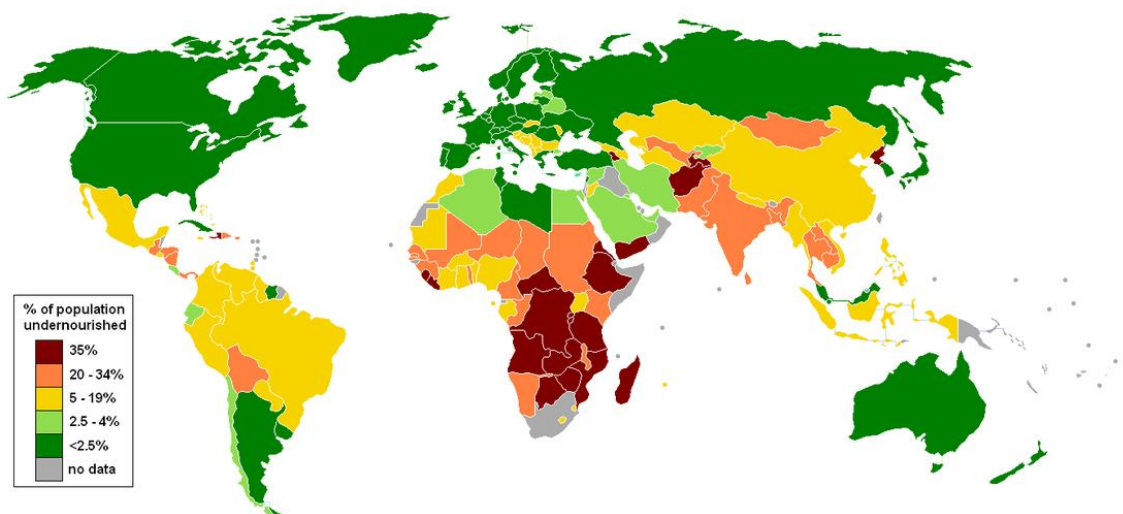 % of population
undernourished
35%
20 - 34%
5 - 19%
2.5 - 4%
<2.5%
no data